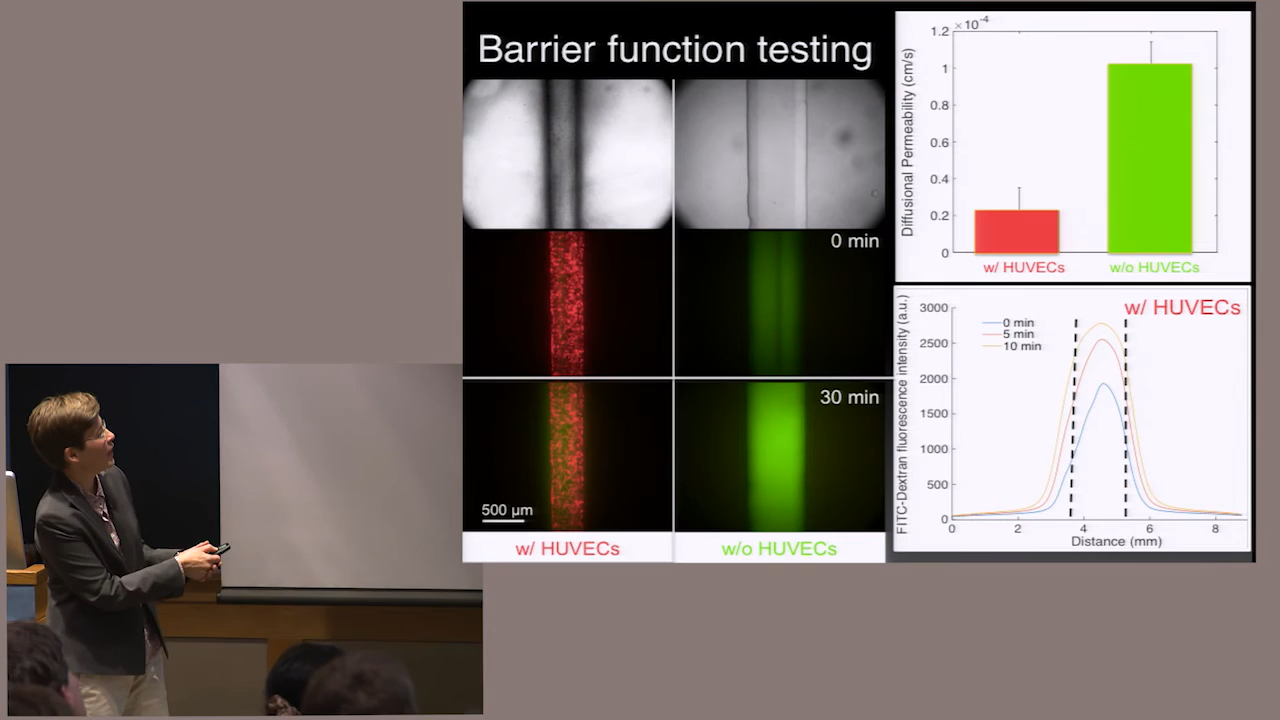 Barrier function testing
0 min
30 min
500 µm
w/ HUVECs
w/o HUVECs
×10-4
Diffusional Permeability (cm/s)
1.2
1
0.8
0.6
0.4
0.2
0
w/ HUVECs
w/o HUVECs
w/ HUVECs
FITC-Dextran fluorescence intensity (a.u.)
3000
2500
2000
1500
1000
500
0
0 min
5 min
10 min
0
2
4
6
8
Distance (mm)